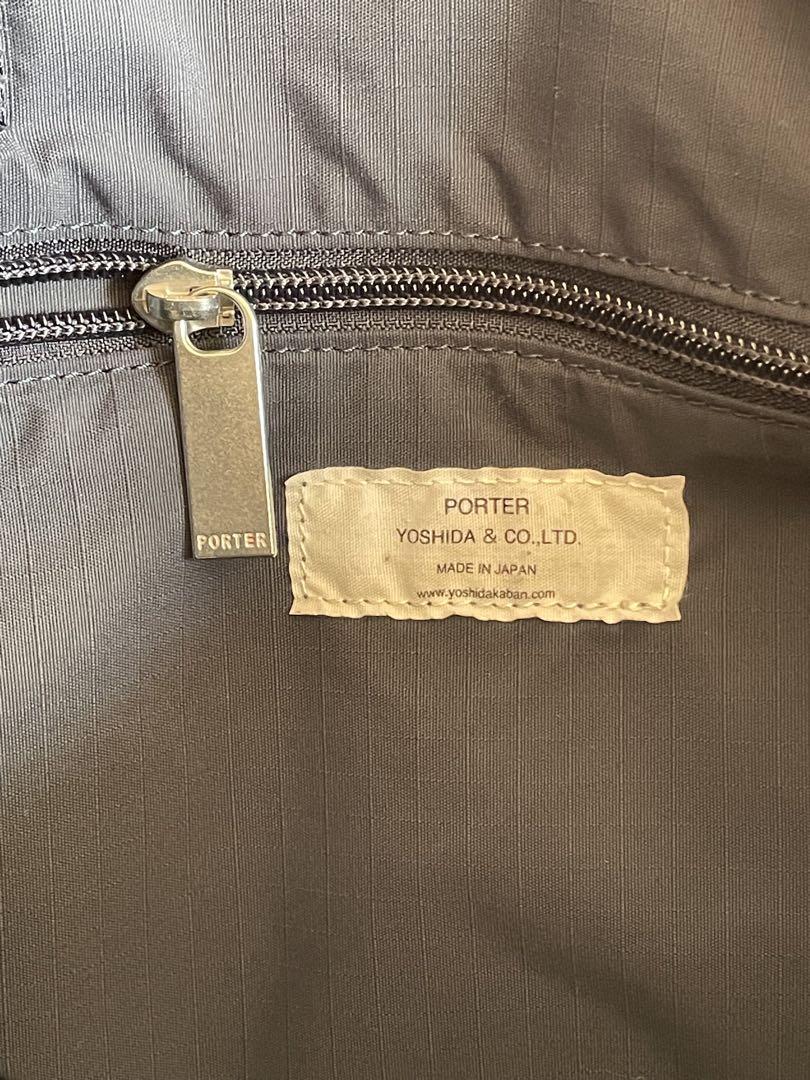 PORTER
PORTER
YOSHIDA & CO.,LTD.
MADE IN JAPAN
www.yoshidakaban.com